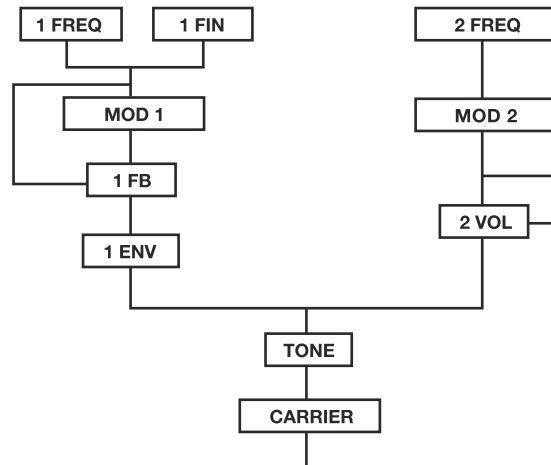 1 FREQ
1 FIN
2 FREQ
MOD 1
MOD 2
1 FB
2 VOL
1 ENV
TONE
CARRIER